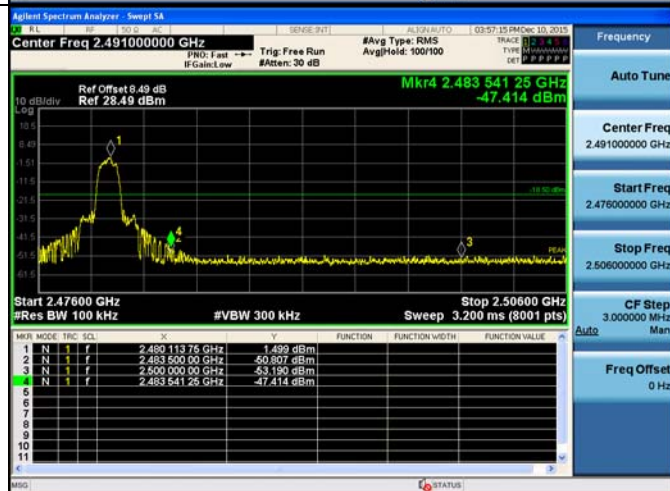 Agilent Spectrum Analyzer - Swept SA
RL RF 50 Ω AC SENSE:INT ALIGNAUTO 03:57:15 PM Dec 10, 2015
Center Freq 2.491000000 GHz
PNO: Fast
IFGain:Low
Trig: Free Run
#Atten: 30 dB
#Avg Type: RMS
Avg|Hold: 100/100
TRACE 1 2 3 4 5 6
TYPE
DET P P P P P P
Frequency
Auto Tune
Center Freq
2.491000000 GHz
Start Freq
2.476000000 GHz
Stop Freq
2.506000000 GHz
CF Step
3.000000 MHz
Auto Man
Freq Offset
0 Hz
Mkr4 2.483 541 25 GHz
-47.414 dBm
Ref Offset 8.49 dB
10 dB/div Ref 28.49 dBm
Log
18.5
8.49
-1.51
-11.5
-21.5
-31.5
-41.5
-51.5
-61.5
1
4
3
-18.50 dBm
PEAK
Start 2.47600 GHz Stop 2.50600 GHz
#Res BW 100 kHz #VBW 300 kHz Sweep 3.200 ms (8001 pts)
MKR MODE TRC SCL X Y FUNCTION FUNCTION WIDTH FUNCTION VALUE
1 N 1 f 2.480 113 75 GHz 1.499 dBm
2 N 1 f 2.483 500 00 GHz -50.807 dBm
3 N 1 f 2.500 000 00 GHz -53.190 dBm
4 N 1 f 2.483 541 25 GHz -47.414 dBm
5
6
7
8
9
10
11
MSG STATUS